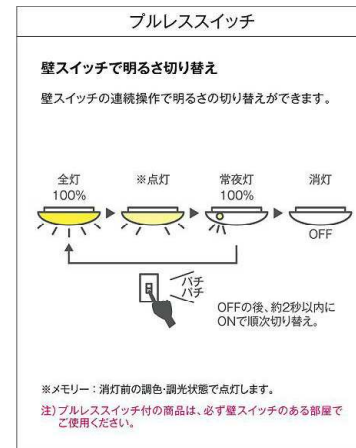 プルレススイッチ
壁スイッチで明るさ切り替え
壁スイッチの連続操作で明るさの切り替えができます。
全灯 ※点灯 常夜灯 消灯
100% 100%
OFF
パチ
パチ
OFFの後、約2秒以内に
ONで順次切り替え。
※メモリー：消灯前の調色・調光状態で点灯します。
注）プルレススイッチ付の商品は、必ず壁スイッチのある部屋で
ご使用ください。